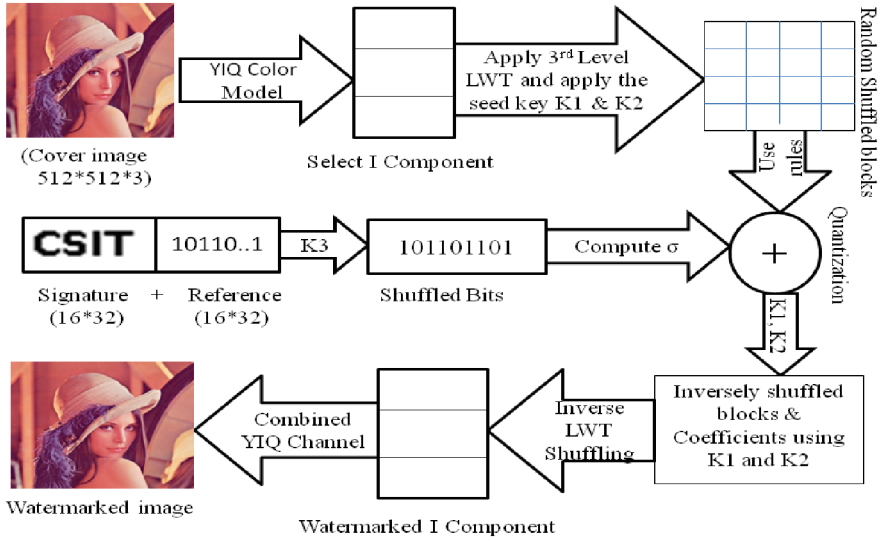 YIQ Color
Model
Apply 3rd Level
LWT and apply the
seed key K1 & K2
Random Shuffled blocks
(Cover image
512*512*3)
Select I Component
Use
rules
CSIT
10110..1
K3
101101101
Compute σ
+
Quantization
Signature + Reference
(16*32) (16*32)
Shuffled Bits
K1, K2
Combined
YIQ Channel
Inverse
LWT
Shuffling
Inversely shuffled
blocks &
Coefficients using
K1 and K2
Watermarked image
Watermarked I Component